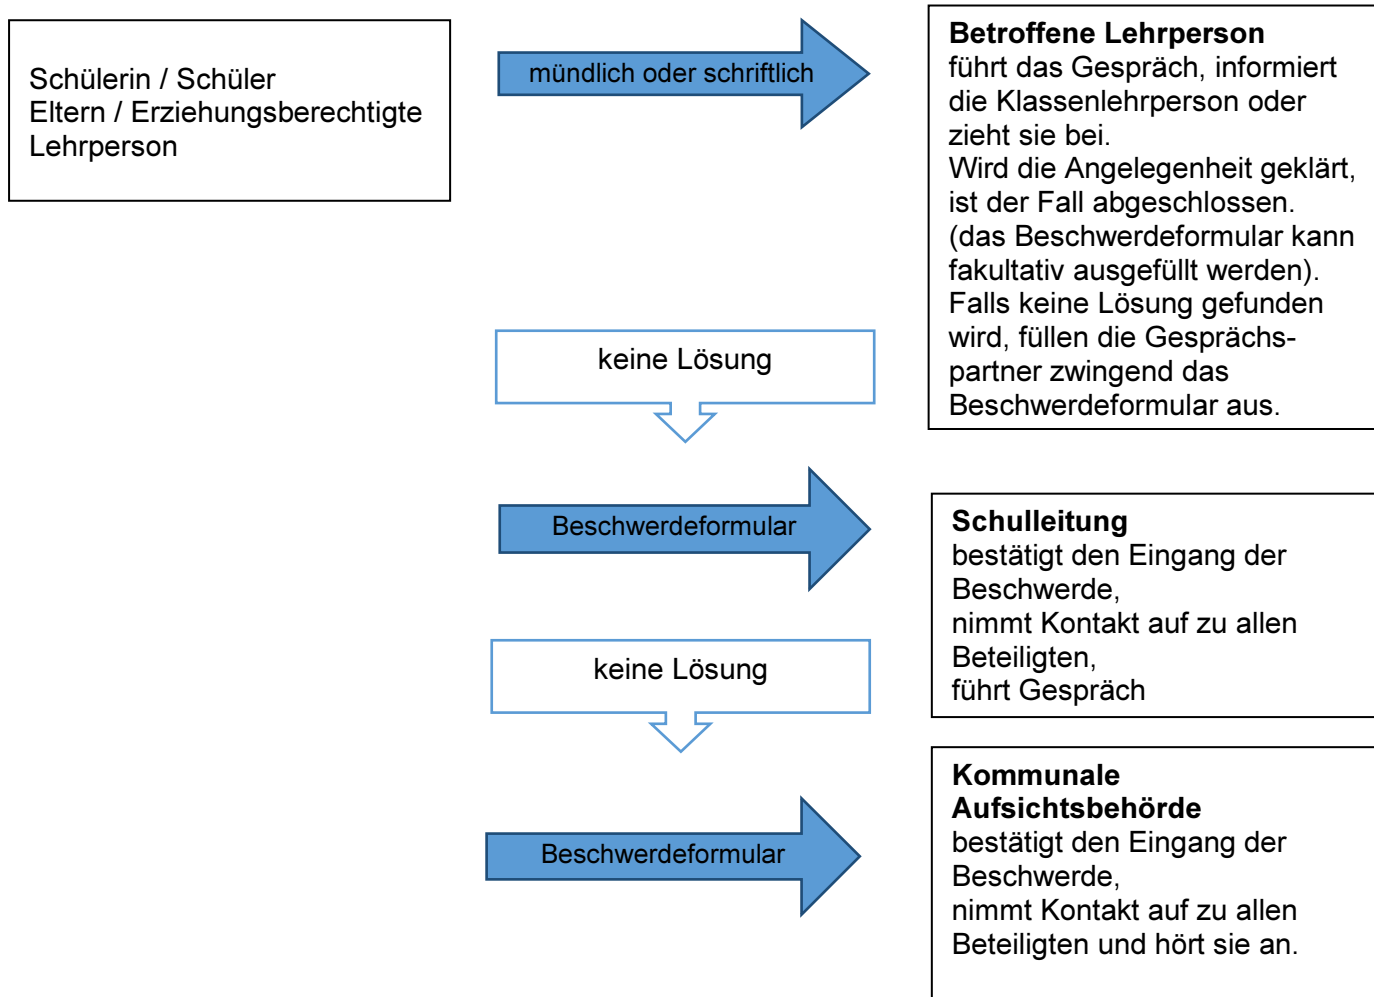 Schülerin / Schüler
Eltern / Erziehungsberechtigte
Lehrperson
mündlich oder schriftlich
Betroffene Lehrperson
führt das Gespräch, informiert
die Klassenlehrperson oder
zieht sie bei.
Wird die Angelegenheit geklärt,
ist der Fall abgeschlossen.
(das Beschwerdeformular kann
fakultativ ausgefüllt werden).
Falls keine Lösung gefunden
wird, füllen die Gesprächs-
partner zwingend das
Beschwerdeformular aus.
keine Lösung
Beschwerdeformular
Schulleitung
bestätigt den Eingang der
Beschwerde,
nimmt Kontakt auf zu allen
Beteiligten,
führt Gespräch
keine Lösung
Beschwerdeformular
Kommunale
Aufsichtsbehörde
bestätigt den Eingang der
Beschwerde,
nimmt Kontakt auf zu allen
Beteiligten und hört sie an.